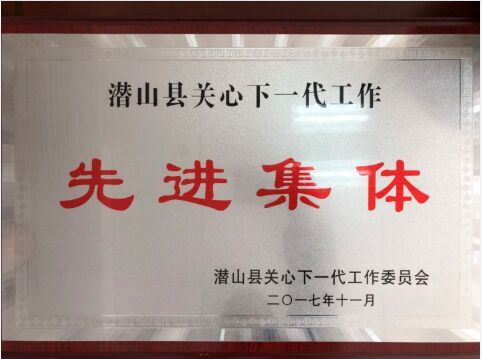 潜山县关心下一代工作
先进集体
潜山县关心下一代工作委员会
二〇一七年十一月